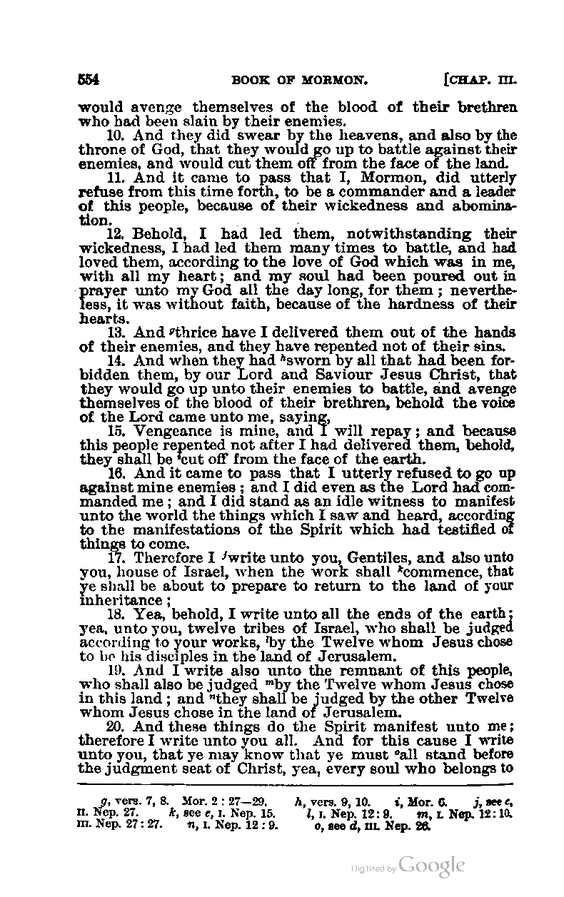 554 BOOK OF MORMON. [CHAP. III.
would avenge themselves of the blood of their brethren
who had been slain by their enemies.
10. And they did swear by the heavens, and also by the
throne of God, that they would go up to battle against their
enemies, and would cut them off from the face of the land.
11. And it came to pass that I, Mormon, did utterly
refuse from this time forth, to be a commander and a leader
of this people, because of their wickedness and abomina-
tion.
12. Behold, I had led them, notwithstanding their
wickedness, I had led them many times to battle, and had
loved them, according to the love of God which was in me,
with all my heart; and my soul had been poured out in
prayer unto my God all the day long, for them; neverthe-
less, it was without faith, because of the hardness of their
hearts.
13. And ᵍthrice have I delivered them out of the hands
of their enemies, and they have repented not of their sins.
14. And when they had ʰsworn by all that had been for-
bidden them, by our Lord and Saviour Jesus Christ, that
they would go up unto their enemies to battle, and avenge
themselves of the blood of their brethren, behold the voice
of the Lord came unto me, saying,
15. Vengeance is mine, and I will repay; and because
this people repented not after I had delivered them, behold,
they shall be ⁱcut off from the face of the earth.
16. And it came to pass that I utterly refused to go up
against mine enemies; and I did even as the Lord had com-
manded me; and I did stand as an idle witness to manifest
unto the world the things which I saw and heard, according
to the manifestations of the Spirit which had testified of
things to come.
17. Therefore I ʲwrite unto you, Gentiles, and also unto
you, house of Israel, when the work shall ᵏcommence, that
ye shall be about to prepare to return to the land of your
inheritance;
18. Yea, behold, I write unto all the ends of the earth;
yea, unto you, twelve tribes of Israel, who shall be judged
according to your works, ˡby the Twelve whom Jesus chose
to be his disciples in the land of Jerusalem.
19. And I write also unto the remnant of this people,
who shall also be judged ᵐby the Twelve whom Jesus chose
in this land; and ⁿthey shall be judged by the other Twelve
whom Jesus chose in the land of Jerusalem.
20. And these things do the Spirit manifest unto me;
therefore I write unto you all. And for this cause I write
unto you, that ye may know that ye must ᵒall stand before
the judgment seat of Christ, yea, every soul who belongs to
g, vers. 7, 8. Mor. 2:27—29. h, vers. 9, 10. i, Mor. 6. j, see e,
II. Nep. 27. k, see e, I. Nep. 15. l, I. Nep. 12:9. m, I. Nep. 12:10.
III. Nep. 27:27. n, I. Nep. 12:9. o, see d, III. Nep. 26.
Digitized by Google